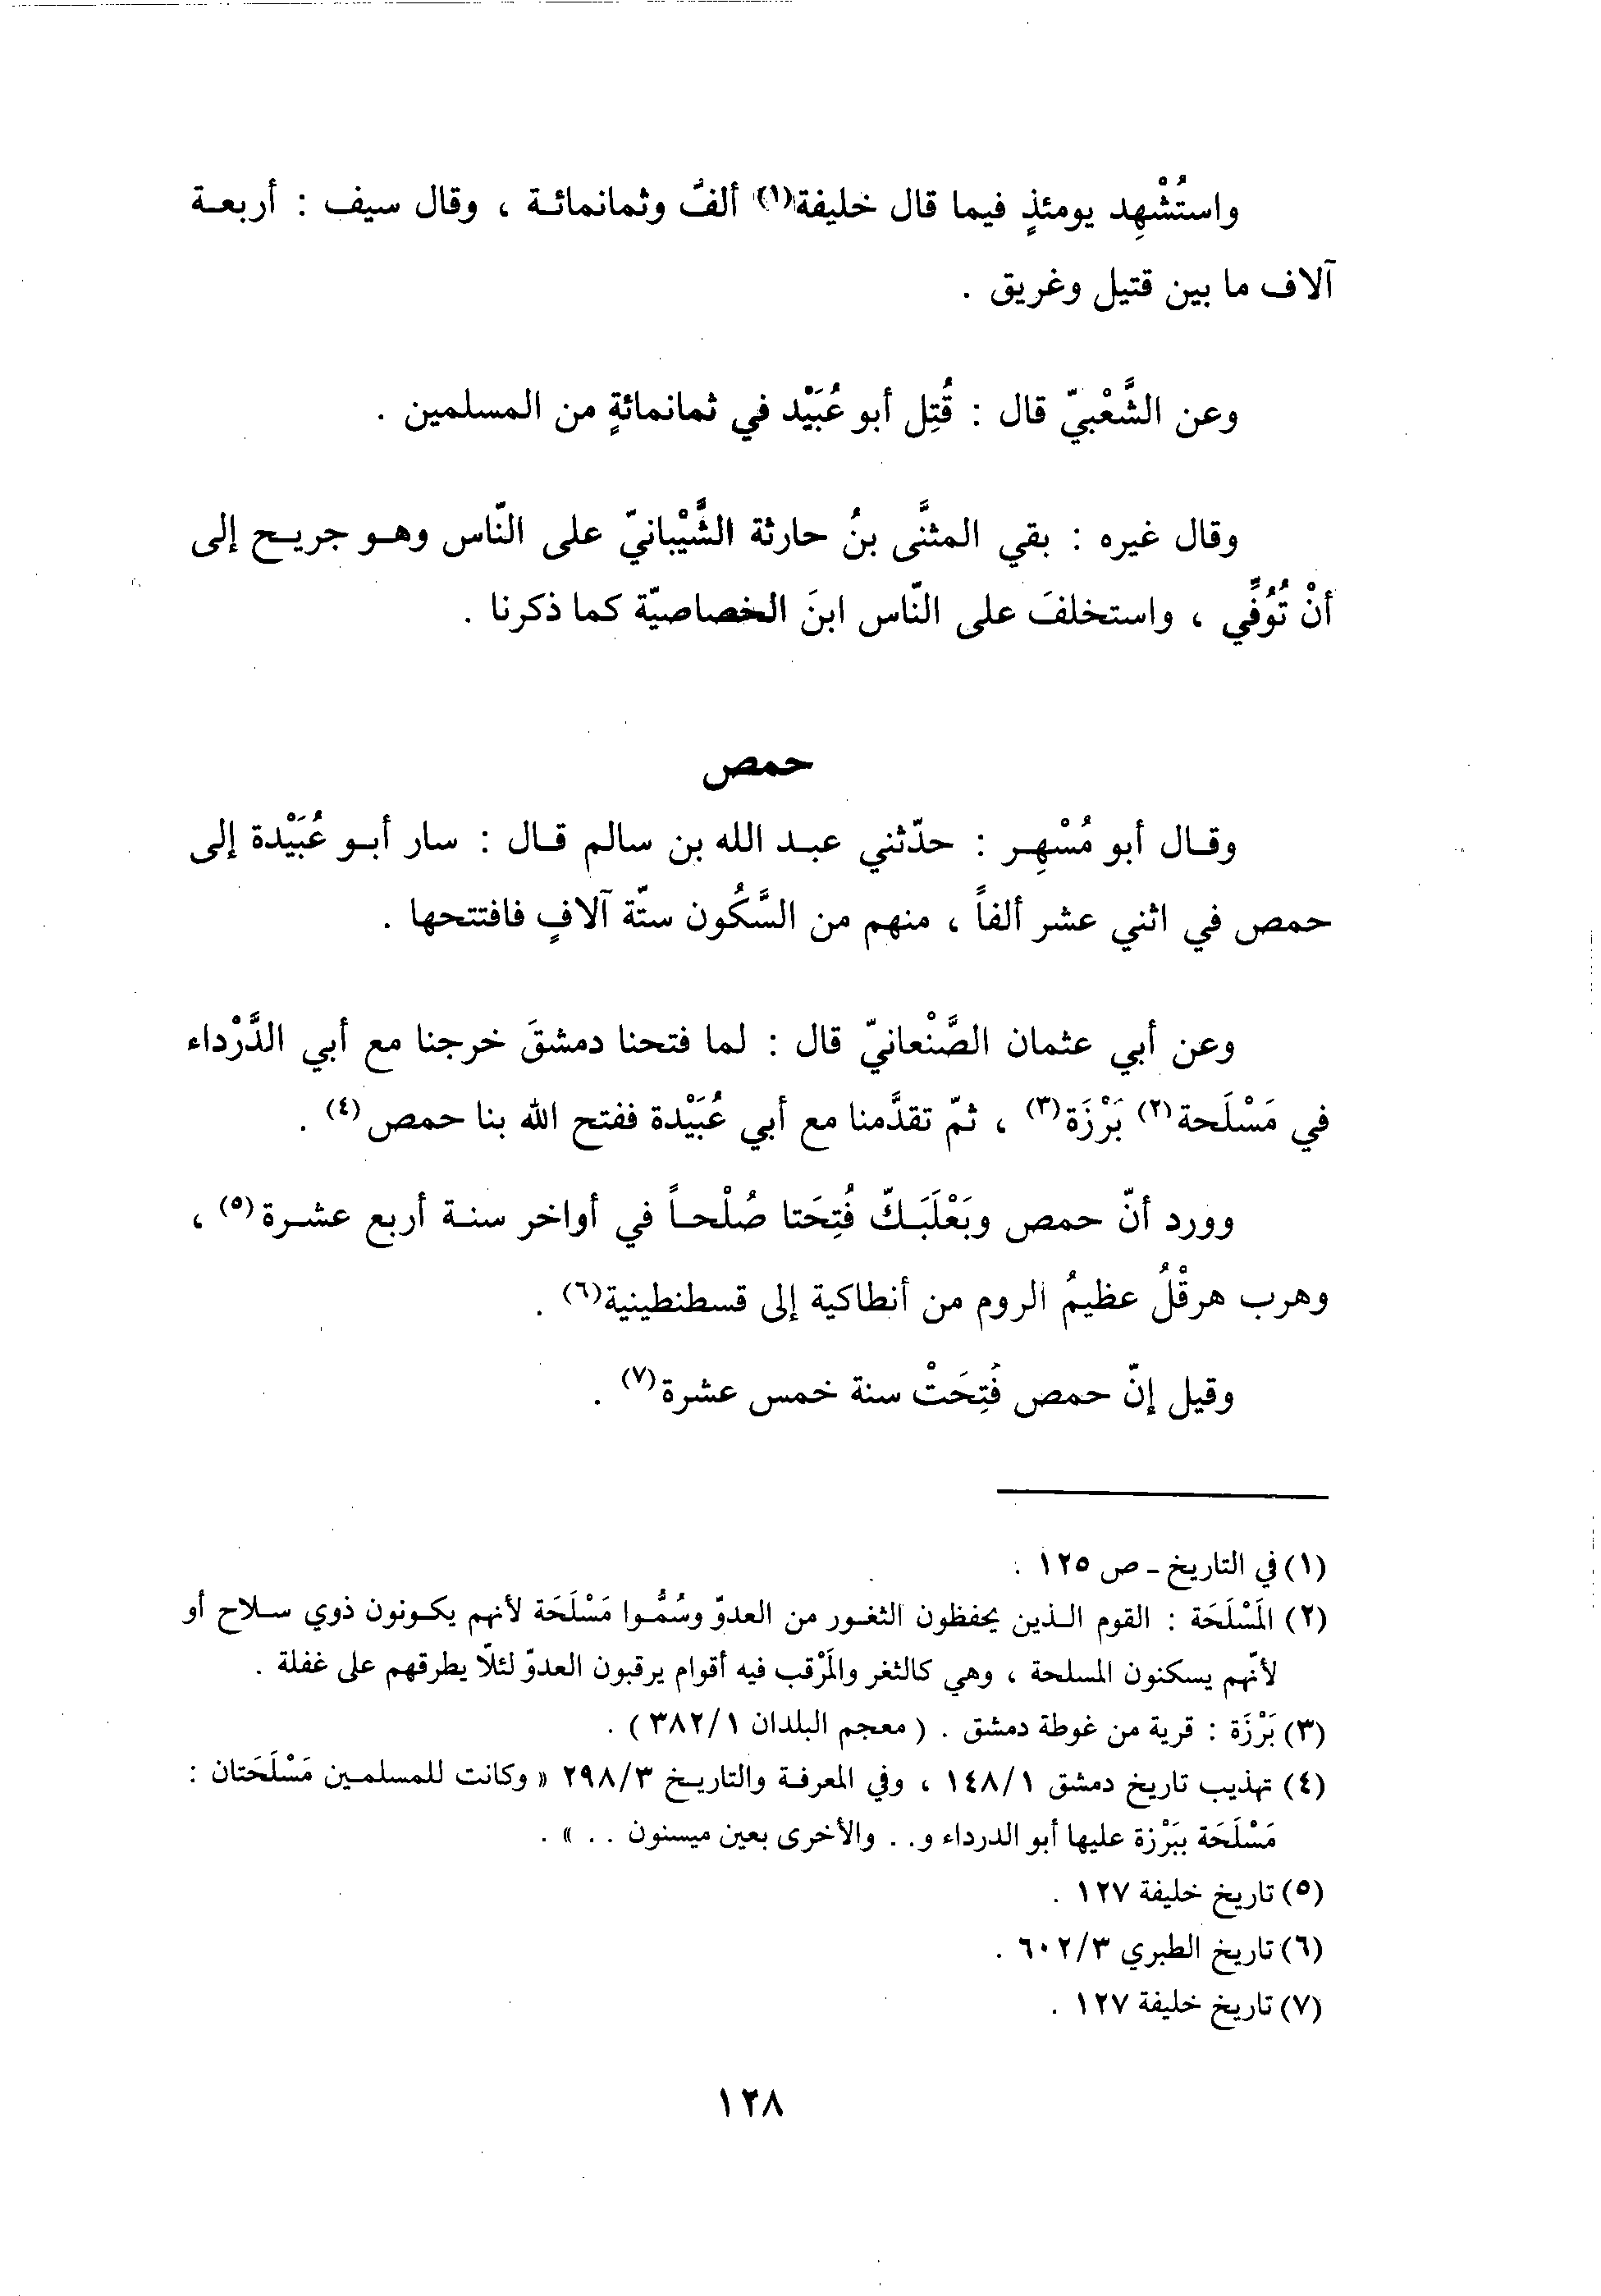 واستُشْهِد يومئذٍ فيما قال خليفة(١) ألفٌ وثمانمائة ، وقال سيف : أربعة
آلاف ما بين قتيل وغريق .
وعن الشَّعْبيّ قال : قُتِل أبو عُبَيْد في ثمانمائةٍ من المسلمين .
وقال غيره : بقي المثنَّى بنُ حارثة الشَّيْبانيّ على النّاس وهو جريح إلى
أنْ تُوُفِّي ، واستخلفَ على النّاس ابنَ الخصاصيّة كما ذكرنا .
حمص
وقال أبو مُسْهِر : حدّثني عبد الله بن سالم قال : سار أبو عُبَيْدة إلى
حمص في اثني عشر ألفاً ، منهم من السَّكُون ستّة آلافٍ فافتتحها .
وعن أبي عثمان الصَّنْعانيّ قال : لما فتحنا دمشقَ خرجنا مع أبي الدَّرْداء
في مَسْلَحة(٢) بَرْزَة(٣) ، ثمّ تقدَّمنا مع أبي عُبَيْدة ففتح الله بنا حمص(٤) .
وورد أنّ حمص وبَعْلَبَكّ فُتِحَتا صُلْحاً في أواخر سنة أربع عشرة(٥) ،
وهرب هرقْلُ عظيمُ الروم من أنطاكية إلى قسطنطينية(٦) .
وقيل إنّ حمص فُتِحَتْ سنة خمس عشرة(٧) .
(١) في التاريخ - ص ١٢٥ .
(٢) المَسْلَحَة : القوم الذين يحفظون الثغور من العدوّ وسُمُّوا مَسْلَحَة لأنهم يكونون ذوي سلاح أو
لأنّهم يسكنون المسلحة ، وهي كالثغر والمَرْقب فيه أقوام يرقبون العدوّ لئلّا يطرقهم على غفلة .
(٣) بَرْزَة : قرية من غوطة دمشق . ( معجم البلدان ٣٨٢/١ ) .
(٤) تهذيب تاريخ دمشق ١٤٨/١ ، وفي المعرفة والتاريخ ٢٩٨/٣ « وكانت للمسلمين مَسْلَحَتان :
مَسْلَحَة ببَرْزة عليها أبو الدرداء و . . والأخرى بعين ميسنون . . » .
(٥) تاريخ خليفة ١٢٧ .
(٦) تاريخ الطبري ٦٠٢/٣ .
(٧) تاريخ خليفة ١٢٧ .
١٢٨